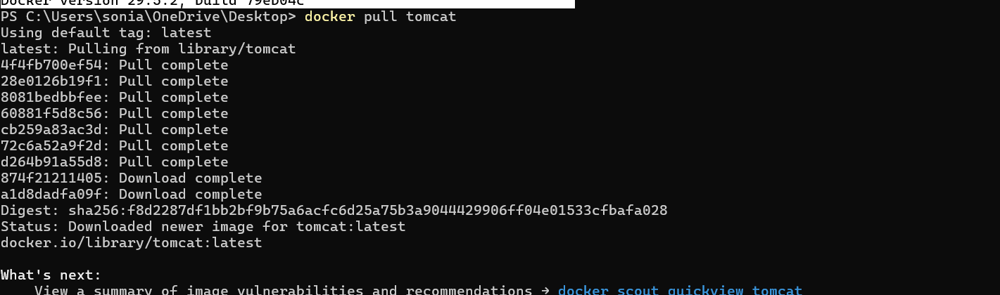 Docker version 29.5.2, build 79eb04c
PS C:\Users\sonia\OneDrive\Desktop> docker pull tomcat
Using default tag: latest
latest: Pulling from library/tomcat
4f4fb700ef54: Pull complete
28e0126b19f1: Pull complete
8081bedbbfee: Pull complete
60881f5d8c56: Pull complete
cb259a83ac3d: Pull complete
72c6a52a9f2d: Pull complete
d264b91a55d8: Pull complete
874f21211405: Download complete
a1d8dadfa09f: Download complete
Digest: sha256:f8d2287df1bb2bf9b75a6acfc6d25a75b3a9044429906ff04e01533cfbafa028
Status: Downloaded newer image for tomcat:latest
docker.io/library/tomcat:latest
What's next:
View a summary of image vulnerabilities and recommendations → docker scout quickview tomcat